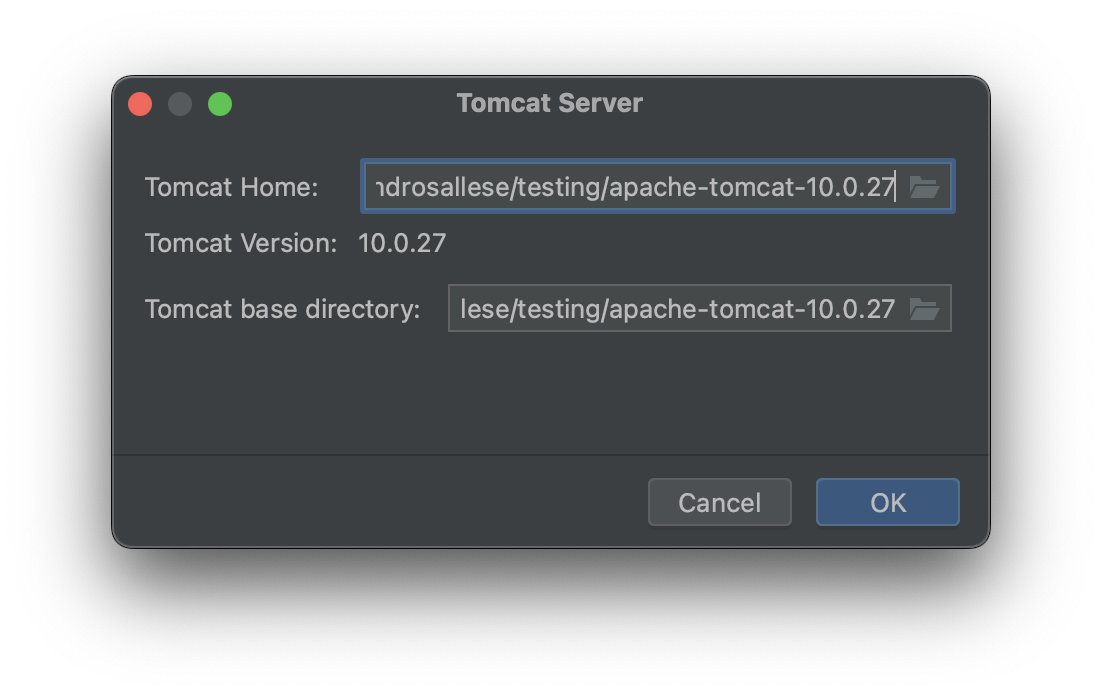 Tomcat Server
Tomcat Home: ndrosallese/testing/apache-tomcat-10.0.27
Tomcat Version: 10.0.27
Tomcat base directory: lese/testing/apache-tomcat-10.0.27
Cancel OK